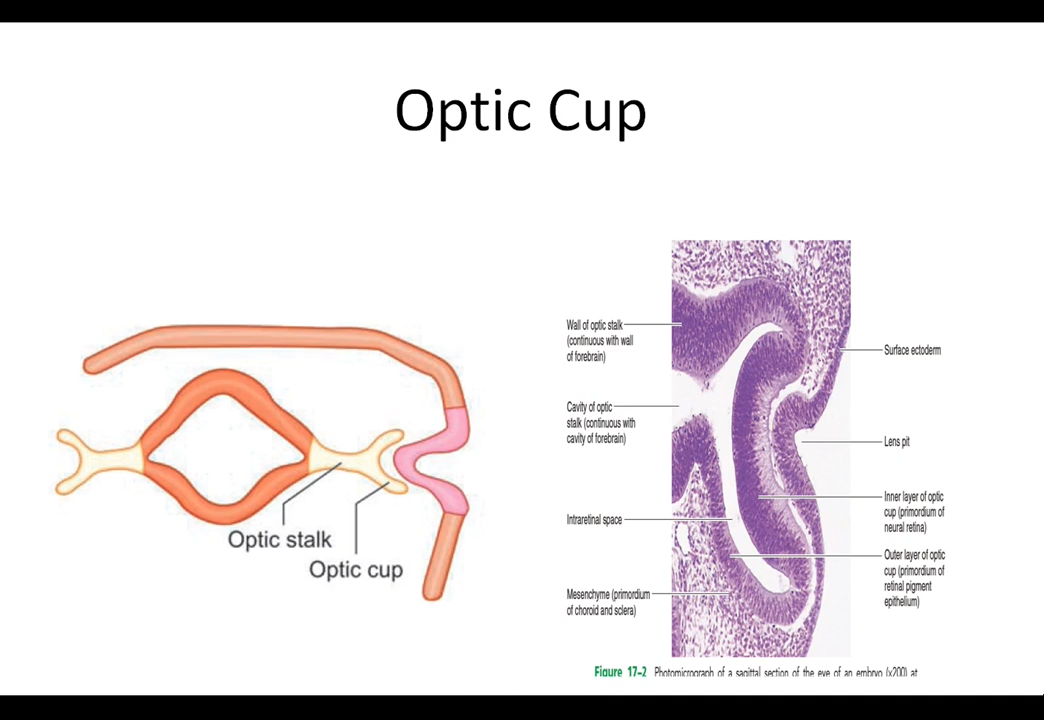 Optic Cup
Optic stalk
Optic cup
Wall of optic stalk
(continuous with wall
of forebrain)
Cavity of optic
stalk (continuous with
cavity of forebrain)
Intraretinal space
Mesenchyme (primordium
of choroid and sclera)
Surface ectoderm
Lens pit
Inner layer of optic
cup (primordium of
neural retina)
Outer layer of optic
cup (primordium of
retinal pigment
epithelium)
Figure 17–2 Photomicrograph of a sagittal section of the eye of an embryo (x200) at